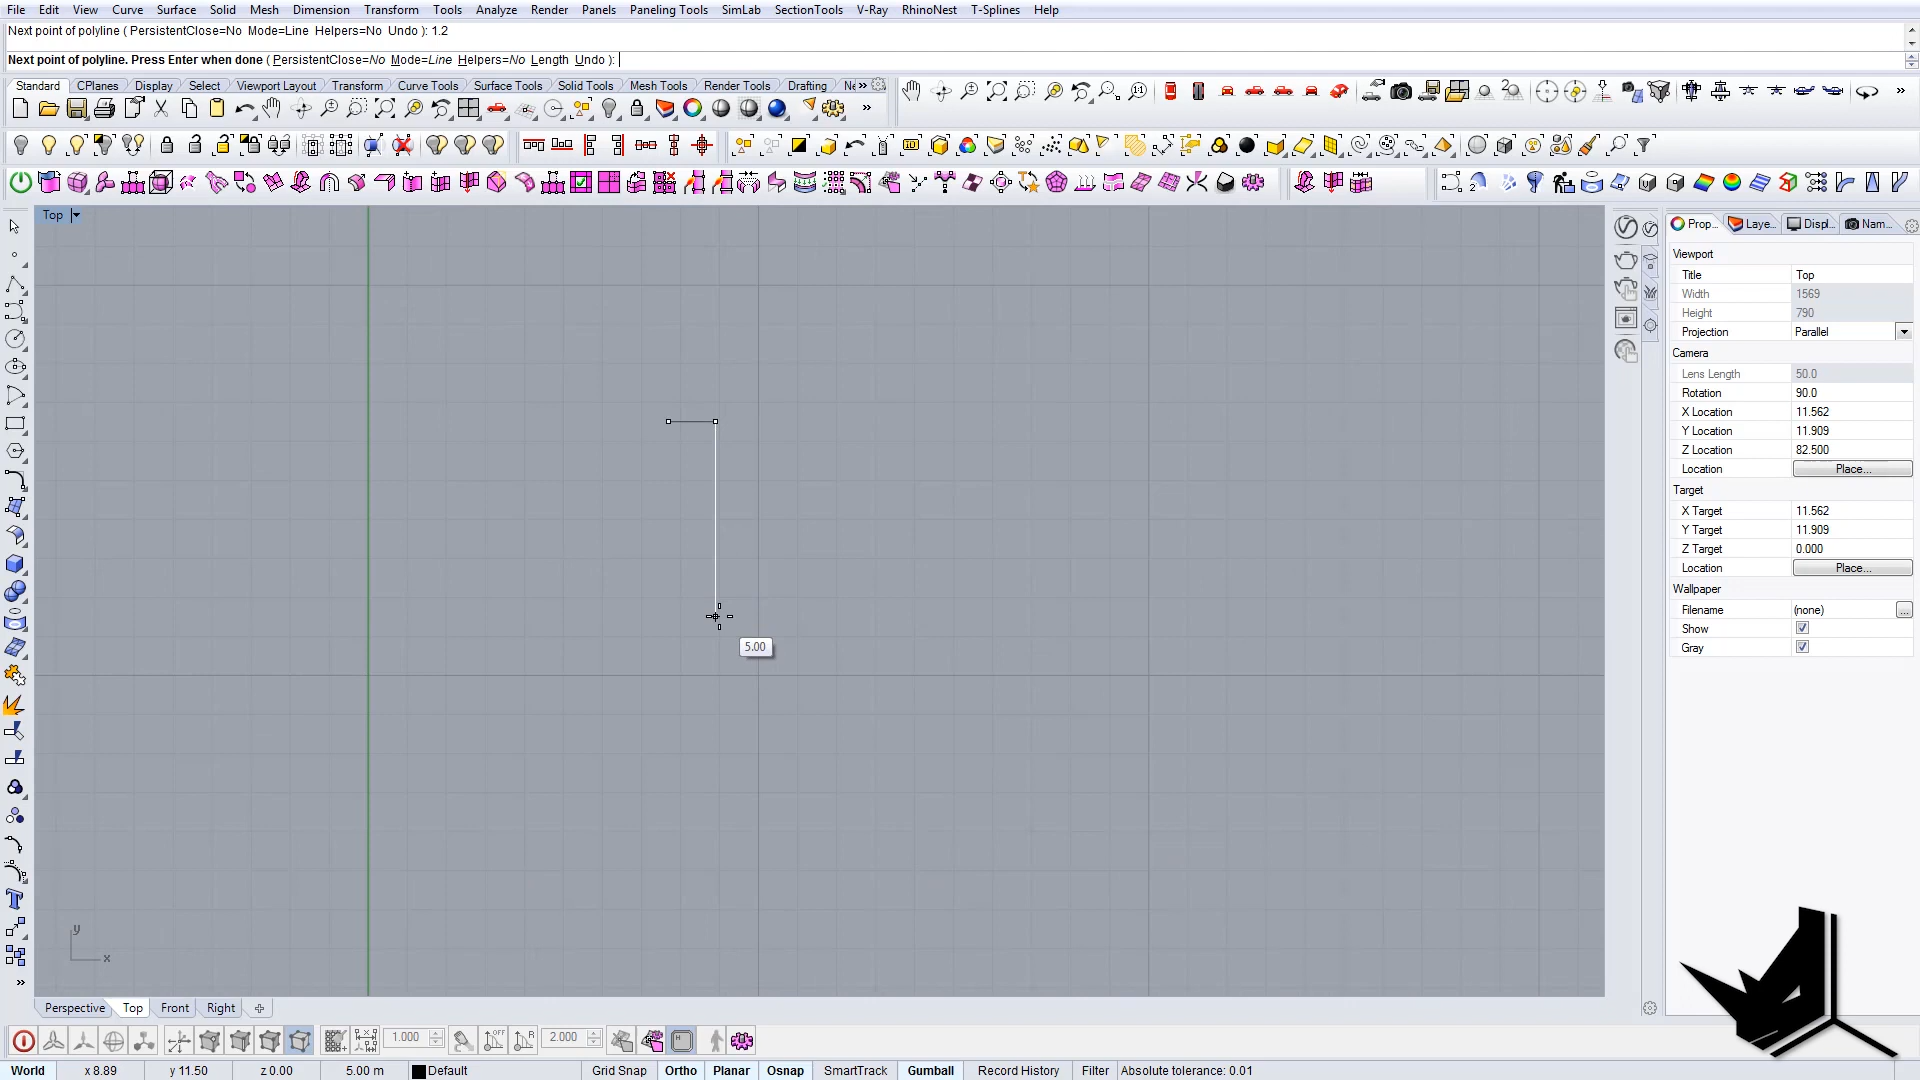 File Edit View Curve Surface Solid Mesh Dimension Transform Tools Analyze Render Panels Paneling Tools SimLab SectionTools V-Ray RhinoNest T-Splines Help
Next point of polyline ( PersistentClose=No Mode=Line Helpers=No Undo ): 1.2
Next point of polyline. Press Enter when done ( PersistentClose=No Mode=Line Helpers=No Length Undo ):
Standard CPlanes Display Select Viewport Layout Transform Curve Tools Surface Tools Solid Tools Mesh Tools Render Tools Drafting Ne
Top
Prop... Laye... Displ... Nam...
Viewport
Title Top
Width 1569
Height 790
Projection Parallel
Camera
Lens Length 50.0
Rotation 90.0
X Location 11.562
Y Location 11.909
Z Location 82.500
Location Place...
Target
X Target 11.562
Y Target 11.909
Z Target 0.000
Location Place...
Wallpaper
Filename (none) ...
Show
Gray
5.00
y
x
Perspective Top Front Right
1.000 2.000
World x 8.89 y 11.50 z 0.00 5.00 m Default Grid Snap Ortho Planar Osnap SmartTrack Gumball Record History Filter Absolute tolerance: 0.01